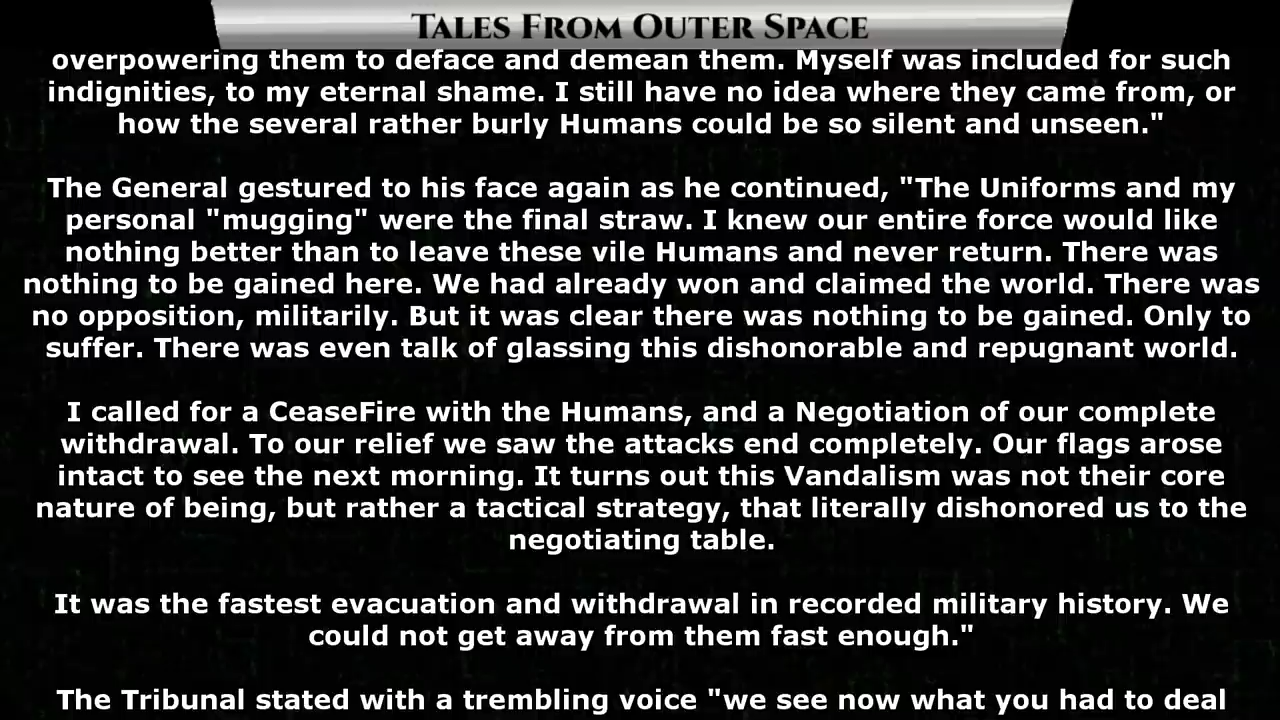 Tales From Outer Space
overpowering them to deface and demean them. Myself was included for such
indignities, to my eternal shame. I still have no idea where they came from, or
how the several rather burly Humans could be so silent and unseen."
The General gestured to his face again as he continued, "The Uniforms and my
personal "mugging" were the final straw. I knew our entire force would like
nothing better than to leave these vile Humans and never return. There was
nothing to be gained here. We had already won and claimed the world. There was
no opposition, militarily. But it was clear there was nothing to be gained. Only to
suffer. There was even talk of glassing this dishonorable and repugnant world.
I called for a CeaseFire with the Humans, and a Negotiation of our complete
withdrawal. To our relief we saw the attacks end completely. Our flags arose
intact to see the next morning. It turns out this Vandalism was not their core
nature of being, but rather a tactical strategy, that literally dishonored us to the
negotiating table.
It was the fastest evacuation and withdrawal in recorded military history. We
could not get away from them fast enough."
The Tribunal stated with a trembling voice "we see now what you had to deal